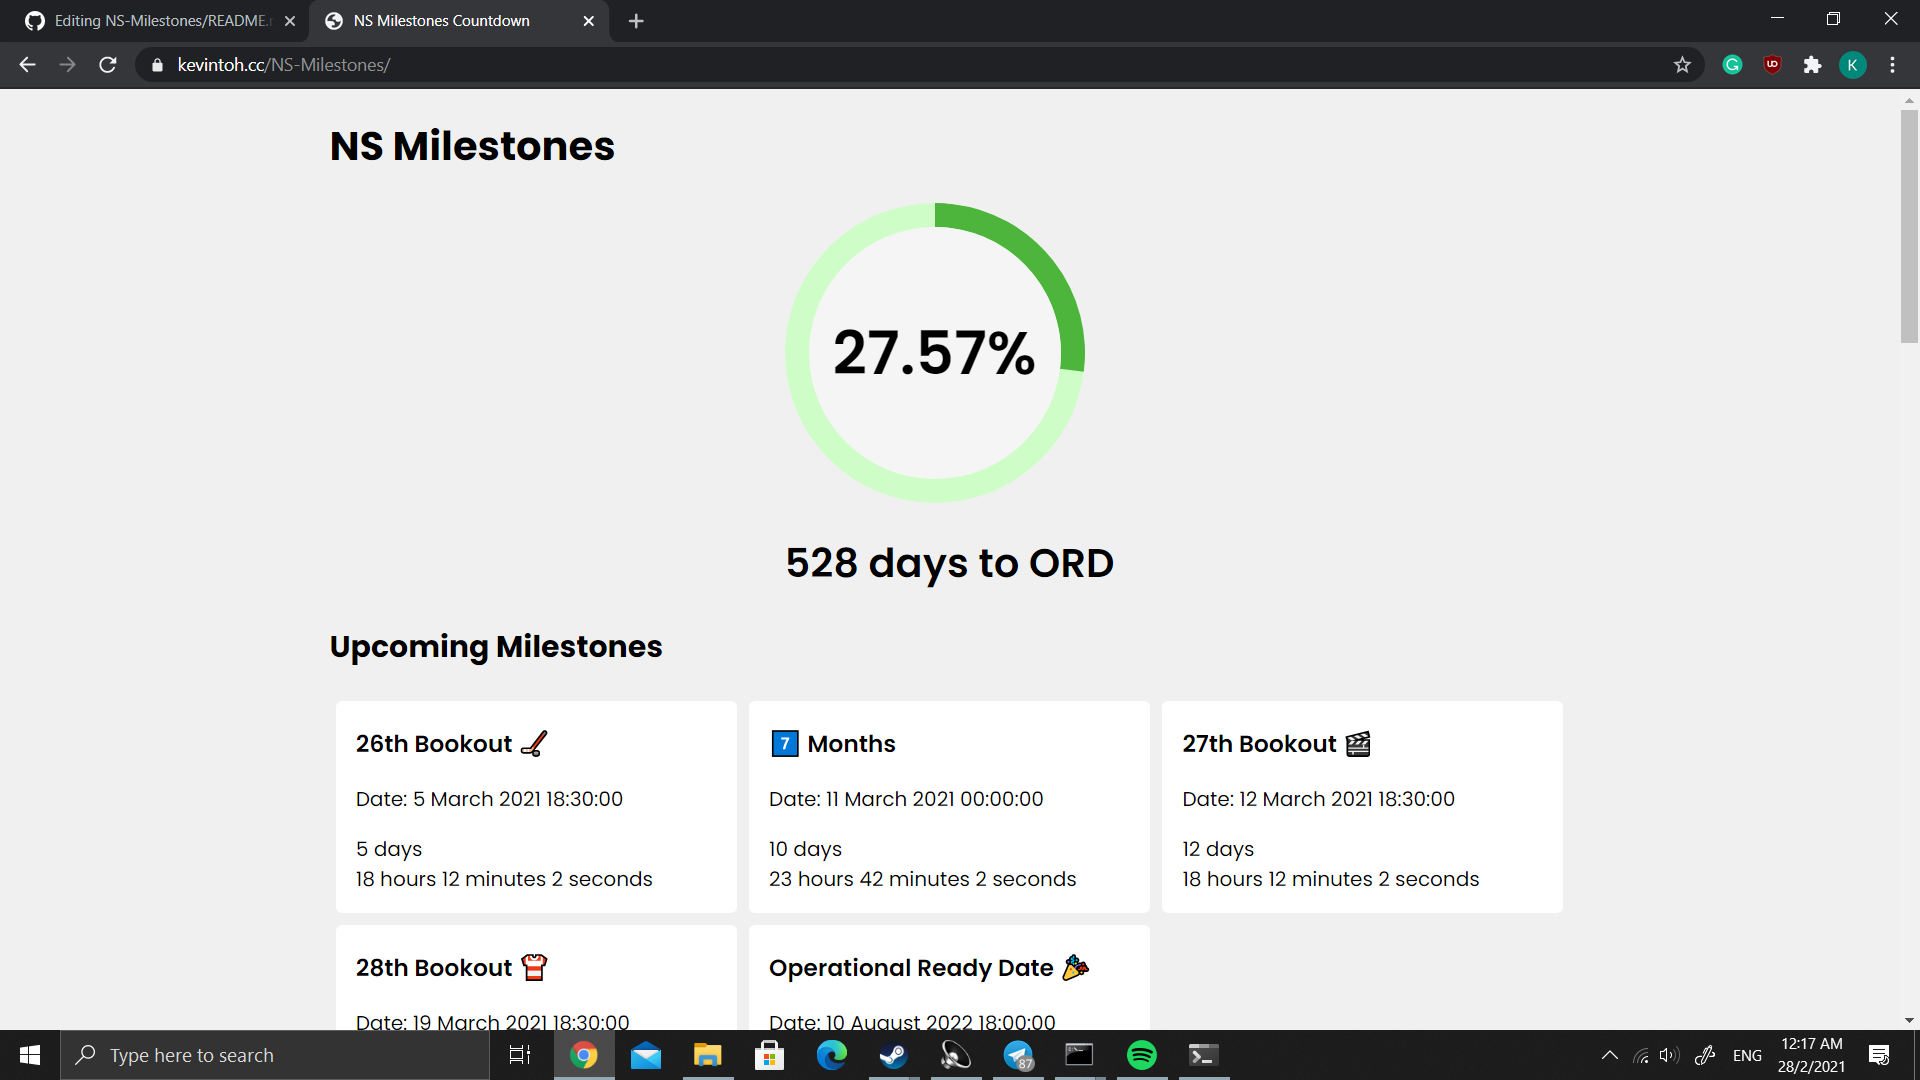 Editing NS-Milestones/README.
NS Milestones Countdown
kevintoh.cc/NS-Milestones/
K
NS Milestones
27.57%
528 days to ORD
Upcoming Milestones
26th Bookout
Date: 5 March 2021 18:30:00
5 days
18 hours 12 minutes 2 seconds
7 Months
Date: 11 March 2021 00:00:00
10 days
23 hours 42 minutes 2 seconds
27th Bookout
Date: 12 March 2021 18:30:00
12 days
18 hours 12 minutes 2 seconds
28th Bookout
Date: 19 March 2021 18:30:00
Operational Ready Date
Date: 10 August 2022 18:00:00
Type here to search
87
ENG
12:17 AM
28/2/2021